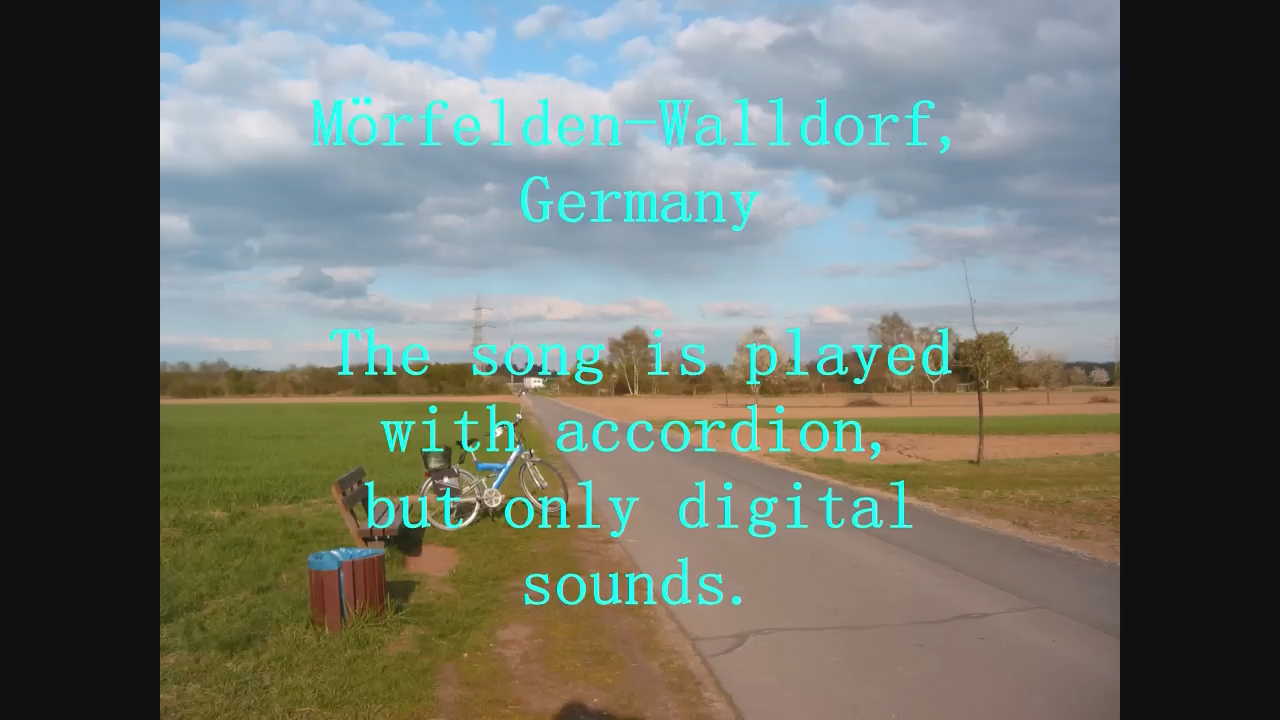 Mörfelden-Walldorf,
Germany
The song is played
with accordion,
but only digital
sounds.